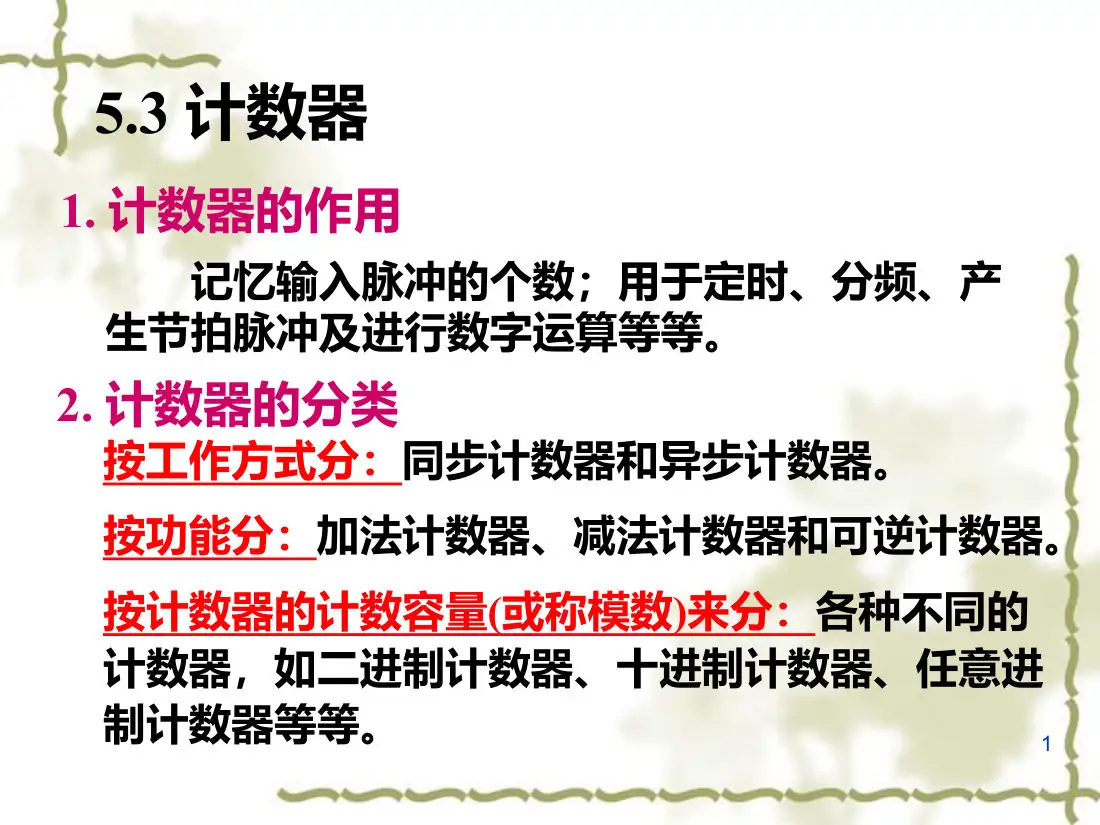 5.3 计数器
1. 计数器的作用
记忆输入脉冲的个数；用于定时、分频、产
生节拍脉冲及进行数字运算等等。
2. 计数器的分类
按工作方式分：同步计数器和异步计数器。
按功能分：加法计数器、减法计数器和可逆计数器。
按计数器的计数容量(或称模数)来分：各种不同的
计数器，如二进制计数器、十进制计数器、任意进
制计数器等等。
1